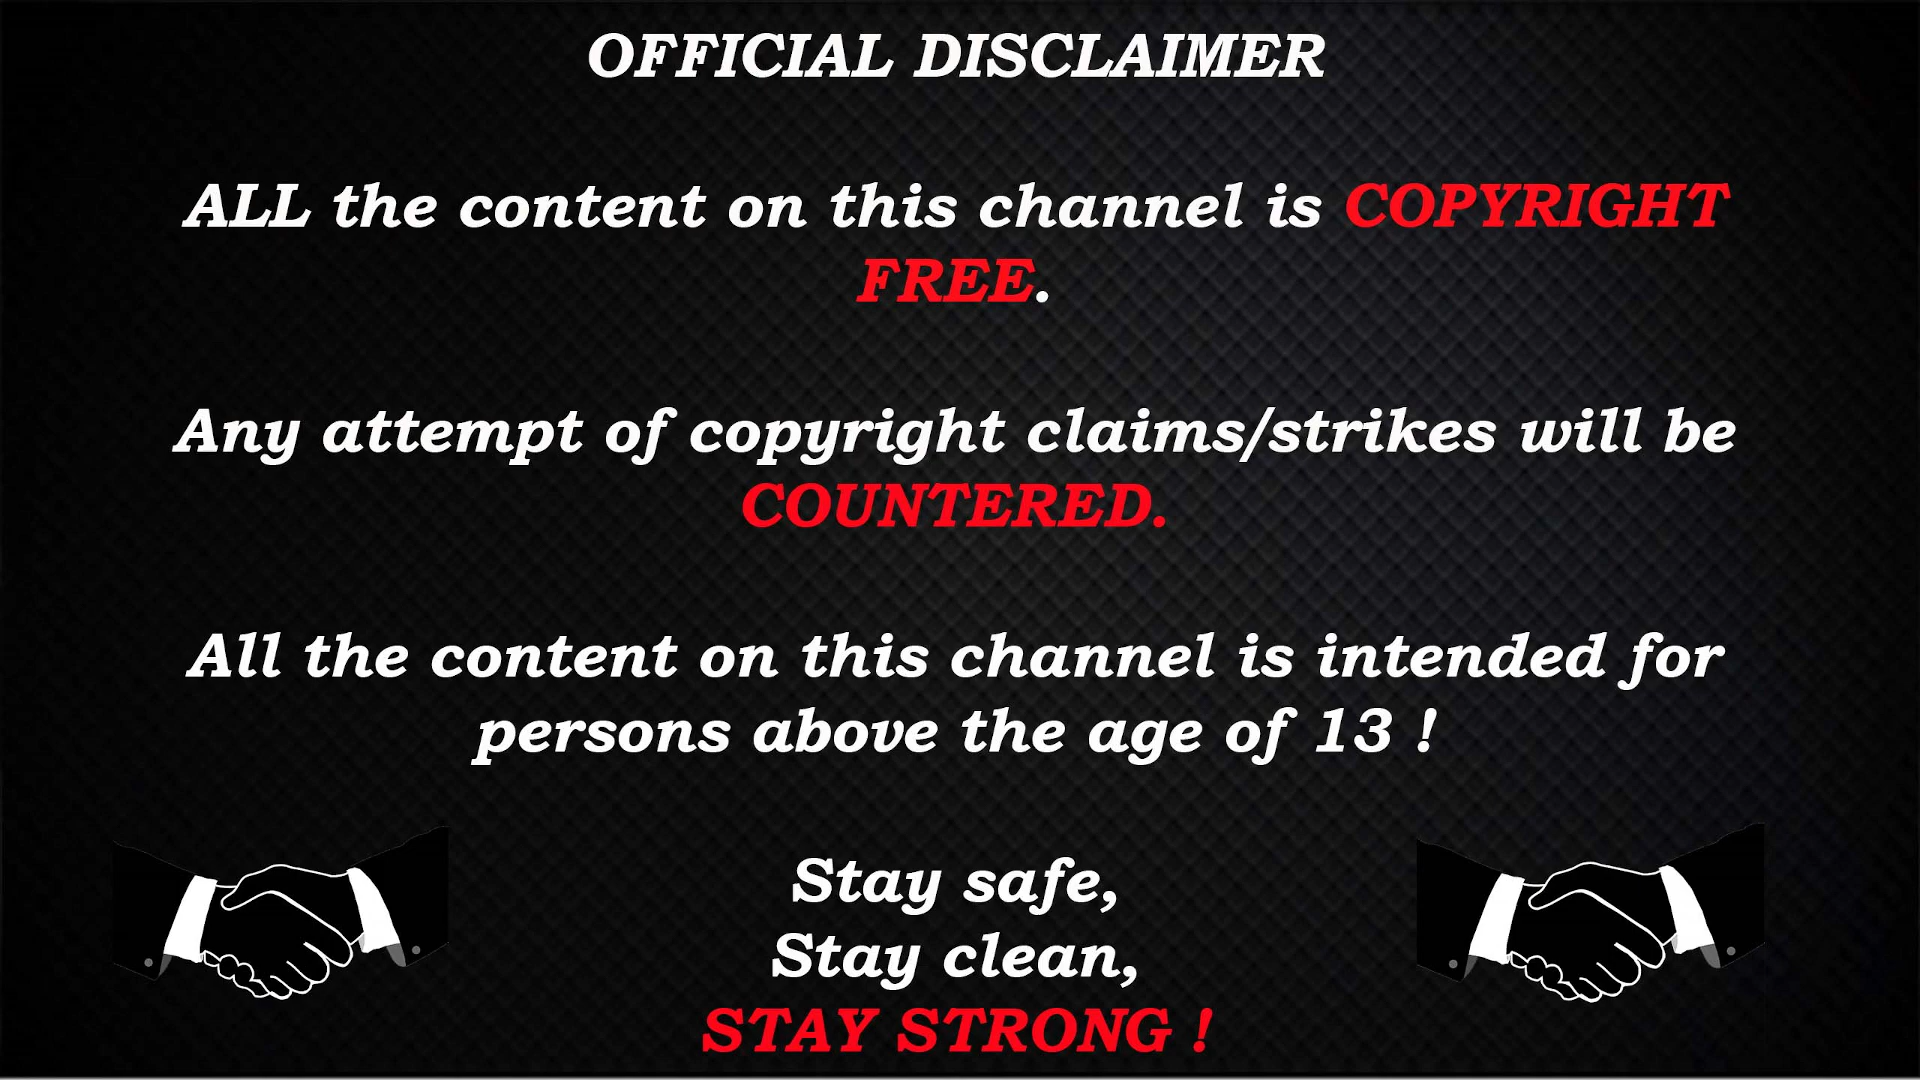 OFFICIAL DISCLAIMER
ALL the content on this channel is COPYRIGHT
FREE.
Any attempt of copyright claims/strikes will be
COUNTERED.
All the content on this channel is intended for
persons above the age of 13 !
Stay safe,
Stay clean,
STAY STRONG !